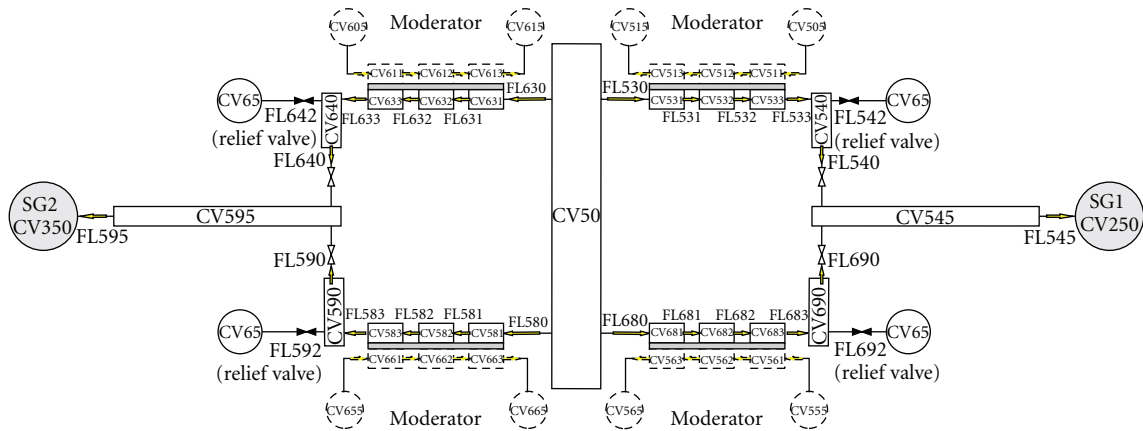 CV605
Moderator
CV615
CV515
Moderator
CV505
CV611
CV612
CV613
CV513
CV512
CV511
CV65
FL642
(relief valve)
CV640
FL633
CV633
FL632
CV632
FL631
CV631
FL630
FL530
CV531
FL531
CV532
FL532
CV533
FL533
CV540
FL542
(relief valve)
CV65
FL640
FL540
SG2
CV350
FL595
CV595
CV50
CV545
FL545
SG1
CV250
FL590
FL690
CV65
FL592
(relief valve)
CV590
FL583
CV583
FL582
CV582
FL581
CV581
FL580
FL680
CV681
FL681
CV682
FL682
CV683
FL683
CV690
FL692
(relief valve)
CV65
CV661
CV662
CV663
CV563
CV562
CV561
CV655
Moderator
CV665
CV565
Moderator
CV555